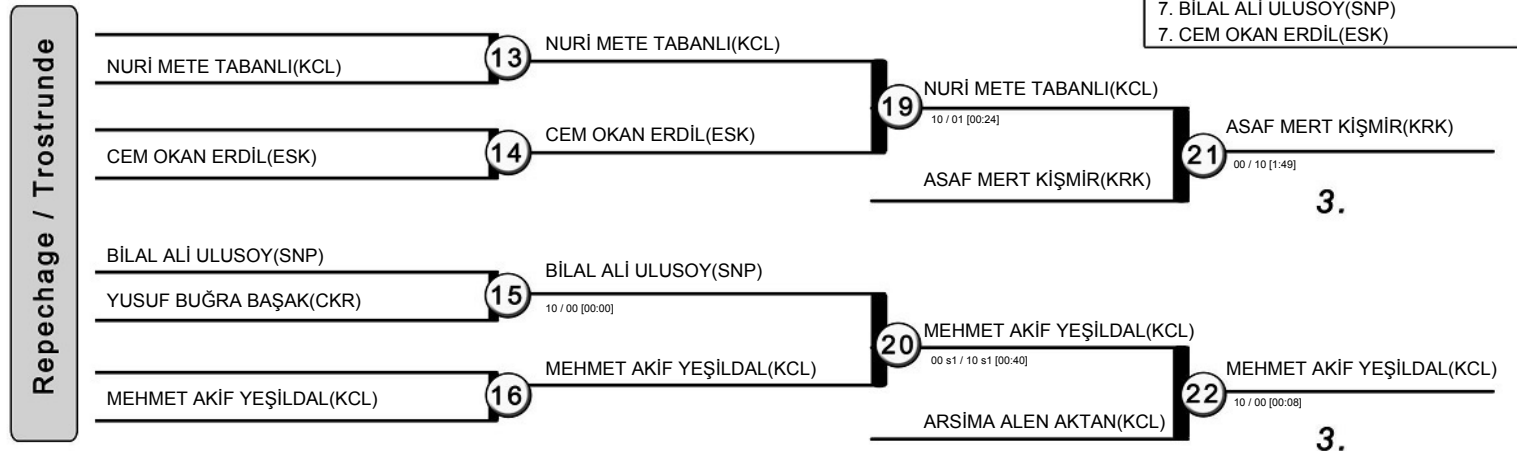 7. BİLAL ALİ ULUSOY(SNP)
7. CEM OKAN ERDİL(ESK)
Repechage / Trostrunde
NURİ METE TABANLI(KCL)
13
NURİ METE TABANLI(KCL)
CEM OKAN ERDİL(ESK)
14
CEM OKAN ERDİL(ESK)
19
NURİ METE TABANLI(KCL)
10 / 01 [00:24]
ASAF MERT KİŞMİR(KRK)
21
ASAF MERT KİŞMİR(KRK)
00 / 10 [1:49]
3.
BİLAL ALİ ULUSOY(SNP)
YUSUF BUĞRA BAŞAK(CKR)
15
BİLAL ALİ ULUSOY(SNP)
10 / 00 [00:00]
MEHMET AKİF YEŞİLDAL(KCL)
16
MEHMET AKİF YEŞİLDAL(KCL)
20
MEHMET AKİF YEŞİLDAL(KCL)
00 s1 / 10 s1 [00:40]
ARSİMA ALEN AKTAN(KCL)
22
MEHMET AKİF YEŞİLDAL(KCL)
10 / 00 [00:08]
3.